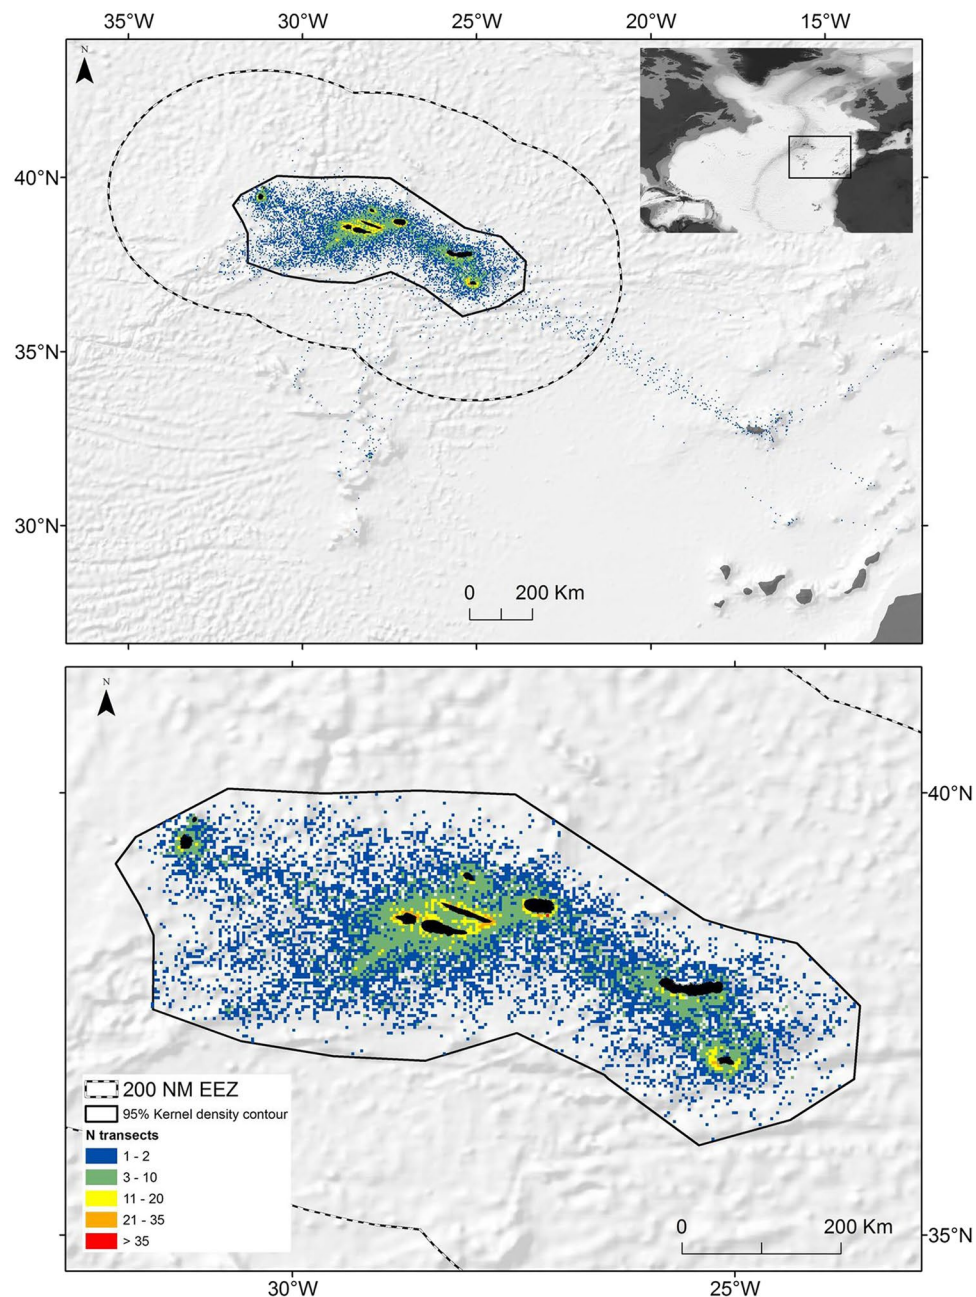 35°W 30°W 25°W 20°W 15°W
N
40°N
35°N
30°N
0 200 Km
N
40°N
200 NM EEZ
95% Kernel density contour
N transects
1 - 2
3 - 10
11 - 20
21 - 35
> 35
0 200 Km
35°N
30°W 25°W